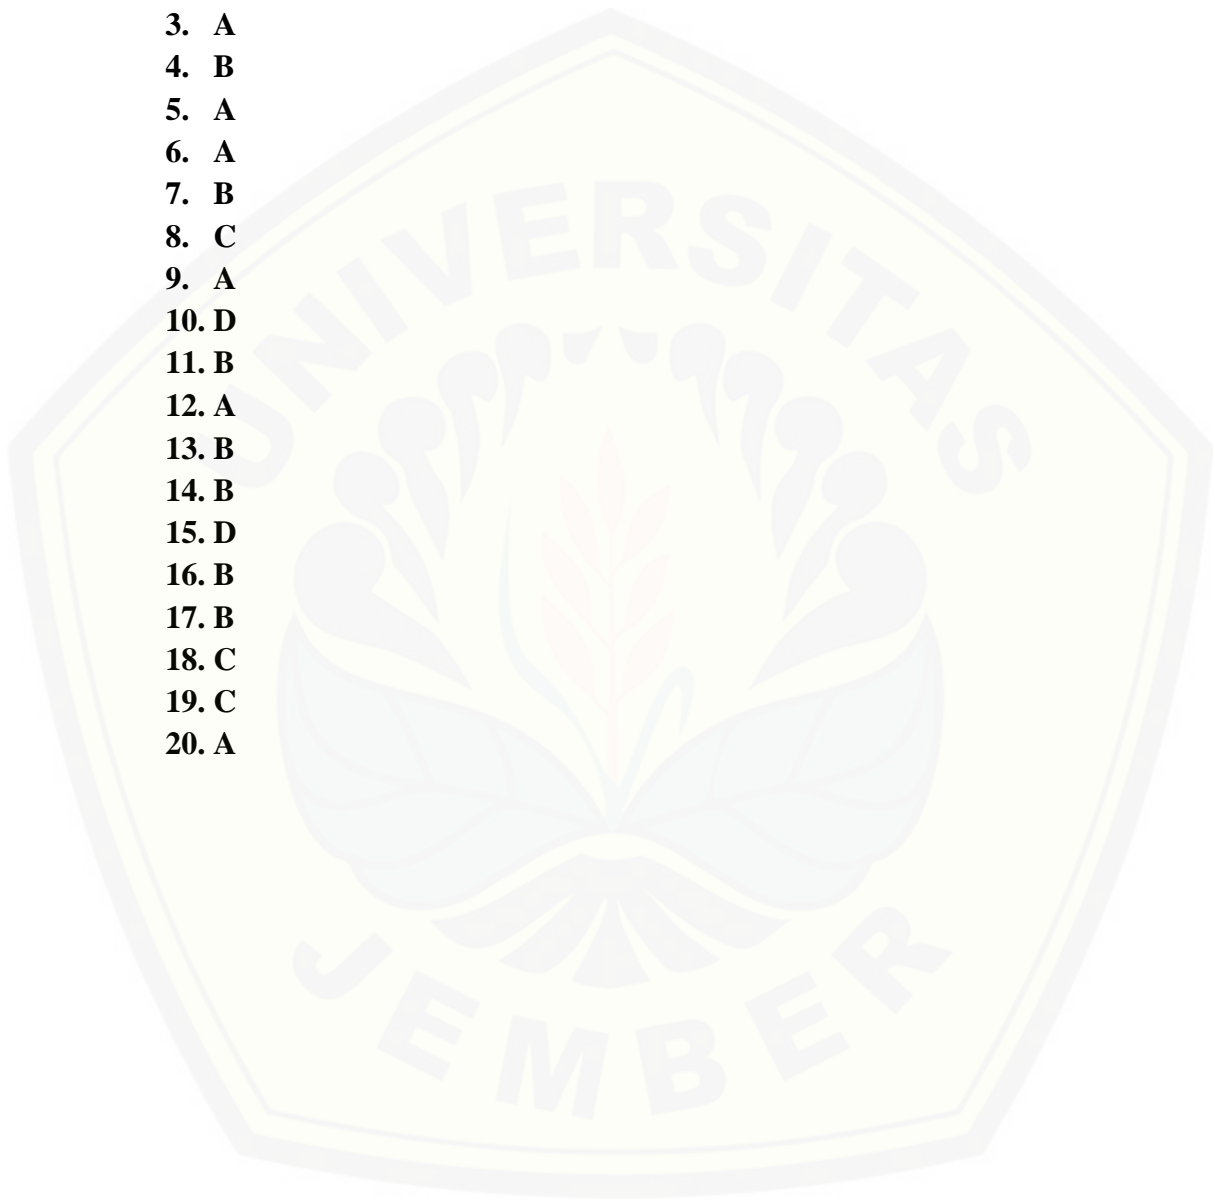 3. A
4. B
5. A
6. A
7. B
8. C
9. A
10. D
11. B
12. A
13. B
14. B
15. D
16. B
17. B
18. C
19. C
20. A
UNIVERSITAS
JEMBER